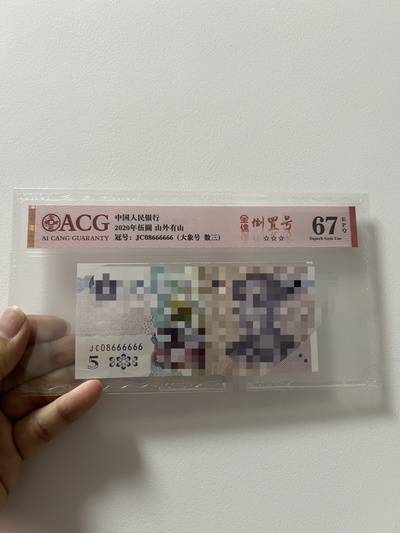 ACG
AI CANG GUARANTY
中国人民银行
2020年伍圆 山外有山
冠号: JC08666666 (大象号 数三)
倒置号
☆☆☆
67
EPQ
Superb Gem Unc
JC08666666
5